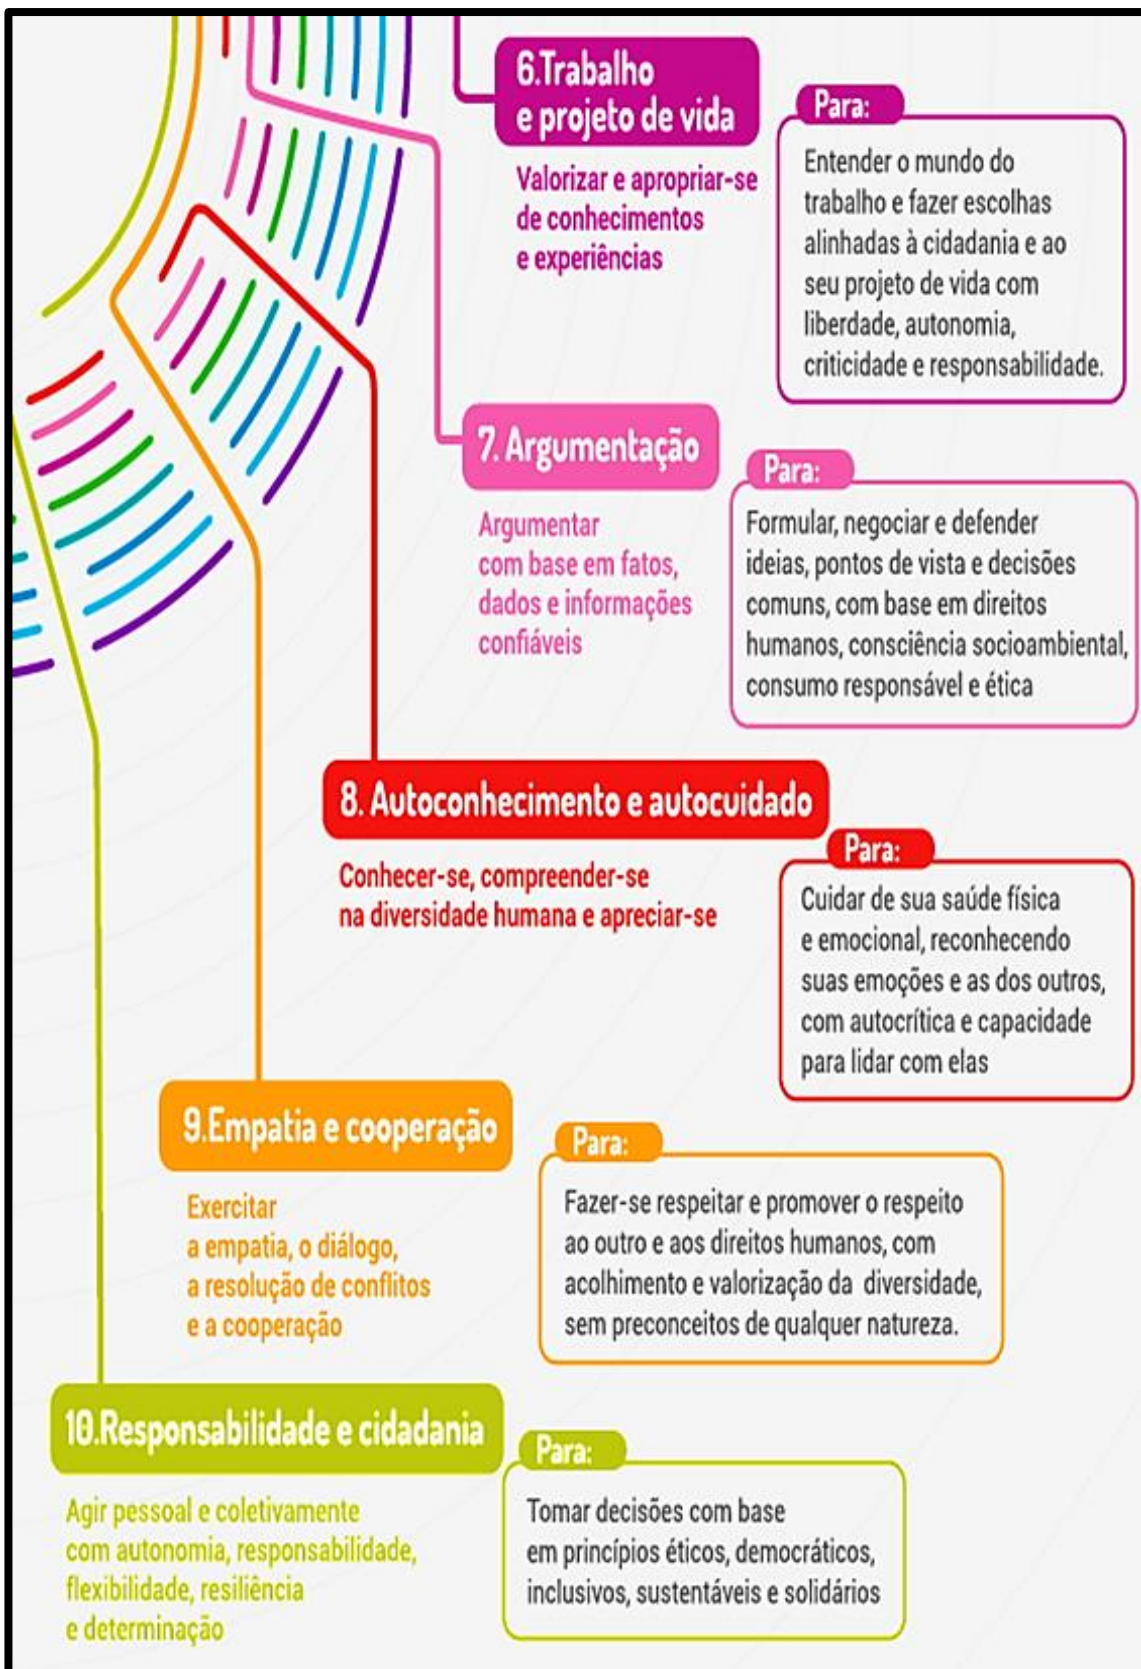 6.Trabalho
e projeto de vida
Valorizar e apropriar-se
de conhecimentos
e experiências
Para:
Entender o mundo do
trabalho e fazer escolhas
alinhadas à cidadania e ao
seu projeto de vida com
liberdade, autonomia,
criticidade e responsabilidade.
7. Argumentação
Argumentar
com base em fatos,
dados e informações
confiáveis
Para:
Formular, negociar e defender
ideias, pontos de vista e decisões
comuns, com base em direitos
humanos, consciência socioambiental,
consumo responsável e ética
8. Autoconhecimento e autocuidado
Conhecer-se, compreender-se
na diversidade humana e apreciar-se
Para:
Cuidar de sua saúde física
e emocional, reconhecendo
suas emoções e as dos outros,
com autocrítica e capacidade
para lidar com elas
9.Empatia e cooperação
Exercitar
a empatia, o diálogo,
a resolução de conflitos
e a cooperação
Para:
Fazer-se respeitar e promover o respeito
ao outro e aos direitos humanos, com
acolhimento e valorização da diversidade,
sem preconceitos de qualquer natureza.
10.Responsabilidade e cidadania
Agir pessoal e coletivamente
com autonomia, responsabilidade,
flexibilidade, resiliência
e determinação
Para:
Tomar decisões com base
em princípios éticos, democráticos,
inclusivos, sustentáveis e solidários